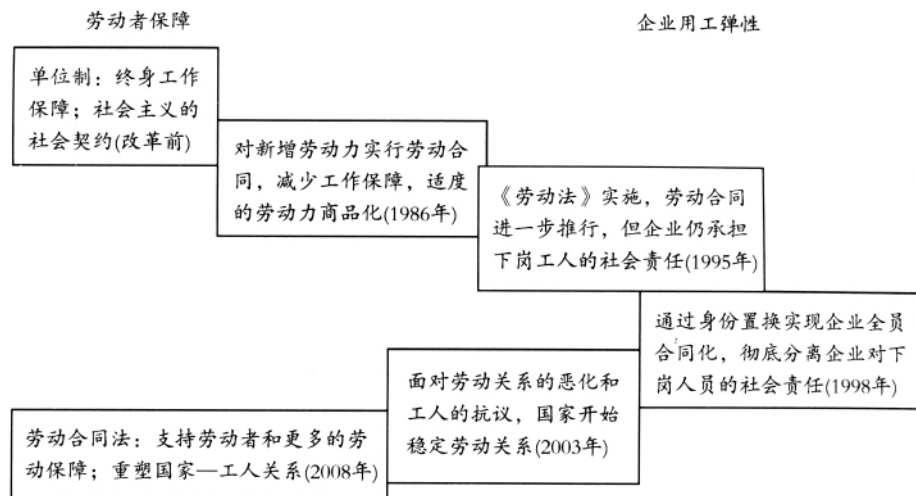 劳动者保障
企业用工弹性
单位制：终身工作
保障；社会主义的
社会契约(改革前)
对新增劳动力实行劳动合
同，减少工作保障，适度
的劳动力商品化(1986年)
《劳动法》实施，劳动合同
进一步推行，但企业仍承担
下岗工人的社会责任(1995年)
通过身份置换实现企业全员
合同化，彻底分离企业对下
岗人员的社会责任(1998年)
面对劳动关系的恶化和
工人的抗议，国家开始
稳定劳动关系(2003年)
劳动合同法：支持劳动者和更多的劳
动保障；重塑国家—工人关系(2008年)